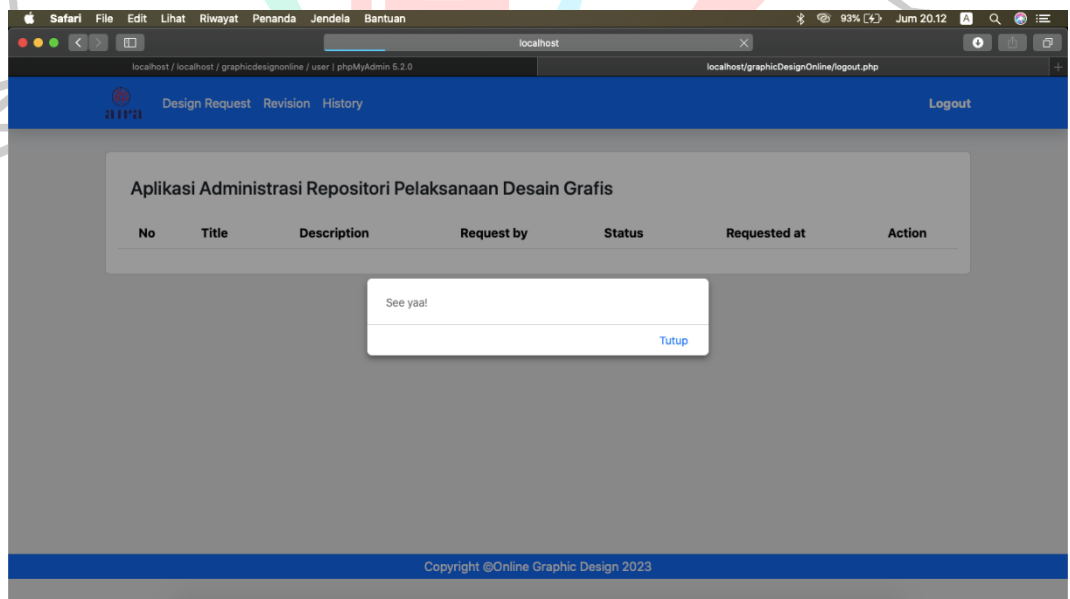 Safari File Edit Lihat Riwayat Penanda Jendela Bantuan 93% Jum 20.12 A
localhost
localhost / localhost / graphicdesignonline / user | phpMyAdmin 5.2.0 localhost/graphicDesignOnline/logout.php
aura Design Request Revision History Logout
Aplikasi Administrasi Repositori Pelaksanaan Desain Grafis
No Title Description Request by Status Requested at Action
See yaa!
Tutup
Copyright ©Online Graphic Design 2023